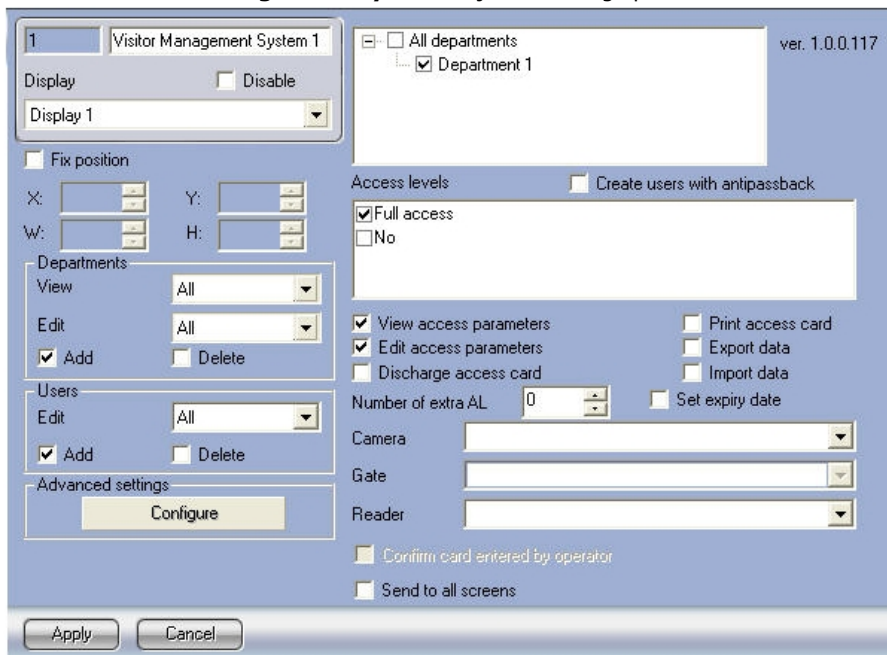 1
Visitor Management System 1
Display
Disable
Display 1
Fix position
X:
Y:
W:
H:
Departments
View
All
Edit
All
Add
Delete
Users
Edit
All
Add
Delete
Advanced settings
Configure
All departments
Department 1
ver. 1.0.0.117
Access levels
Create users with antipassback
Full access
No
View access parameters
Print access card
Edit access parameters
Export data
Discharge access card
Import data
Number of extra AL
0
Set expiry date
Camera
Gate
Reader
Confirm card entered by operator
Send to all screens
Apply
Cancel